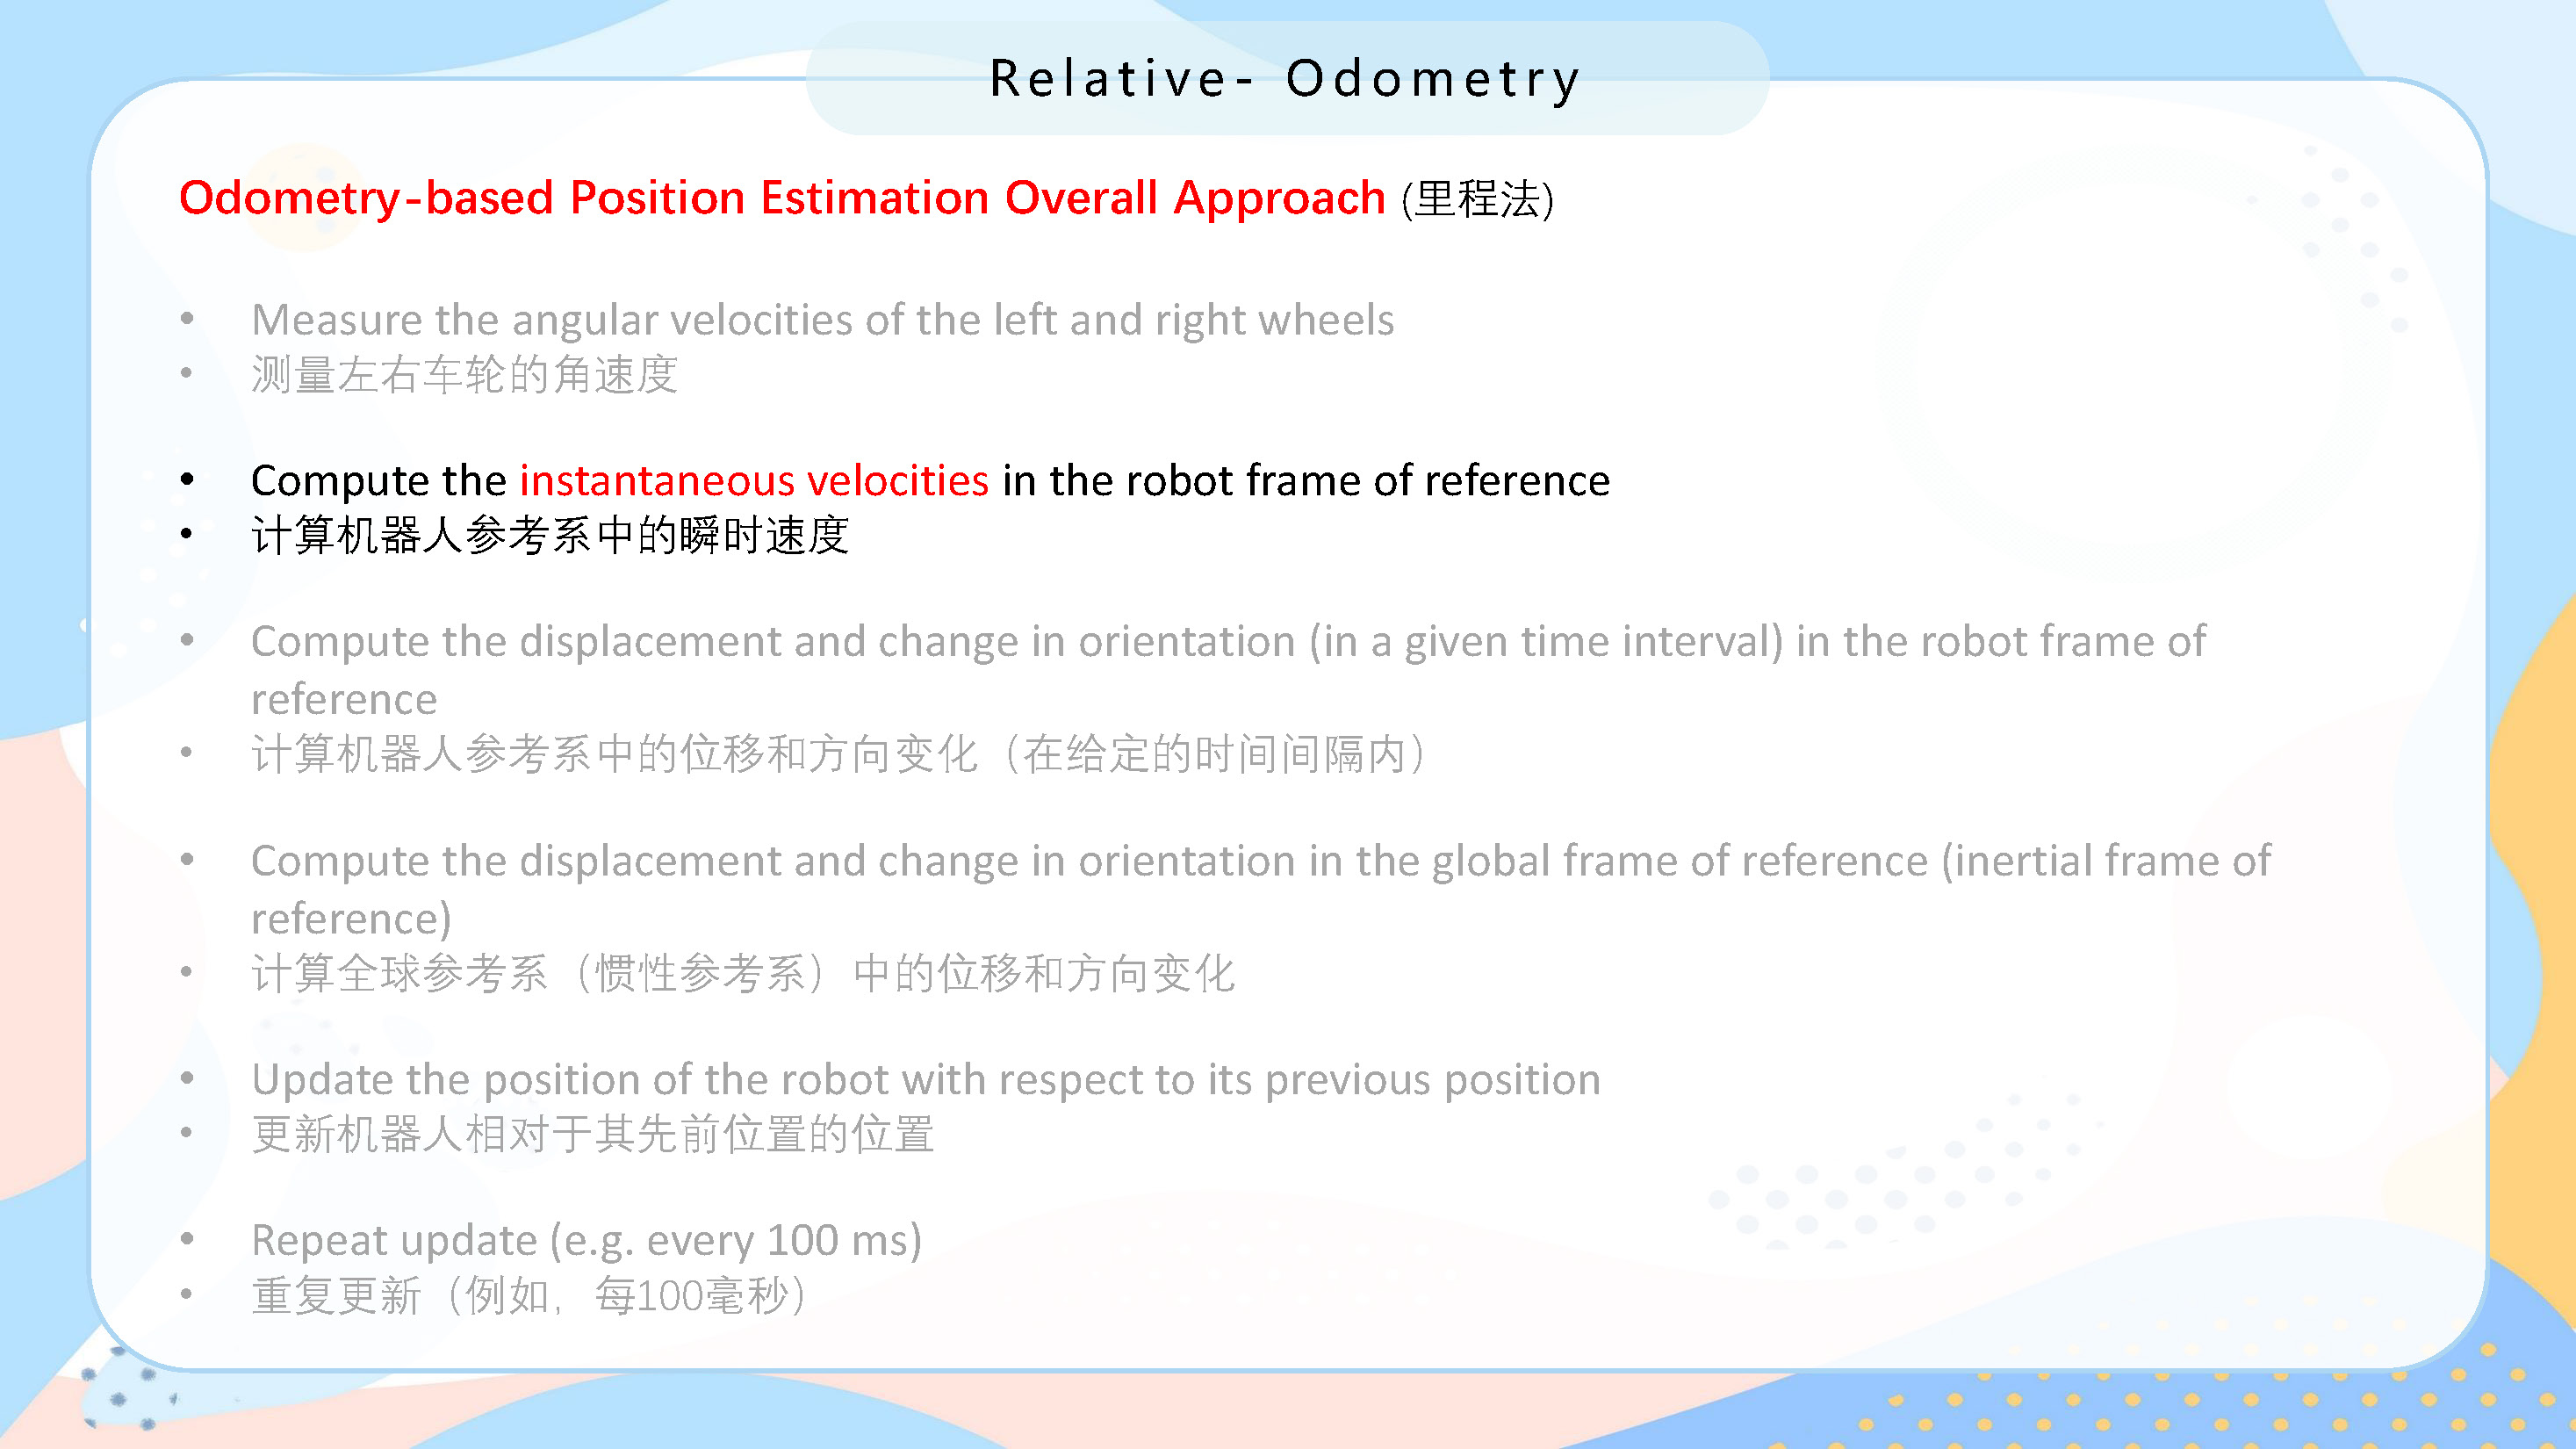 Relative- Odometry
Odometry-based Position Estimation Overall Approach (里程法)
• Measure the angular velocities of the left and right wheels
• 测量左右车轮的角速度
• Compute the instantaneous velocities in the robot frame of reference
• 计算机器人参考系中的瞬时速度
• Compute the displacement and change in orientation (in a given time interval) in the robot frame of
reference
• 计算机器人参考系中的位移和方向变化（在给定的时间间隔内）
• Compute the displacement and change in orientation in the global frame of reference (inertial frame of
reference)
• 计算全球参考系（惯性参考系）中的位移和方向变化
• Update the position of the robot with respect to its previous position
• 更新机器人相对于其先前位置的位置
• Repeat update (e.g. every 100 ms)
• 重复更新（例如，每100毫秒）